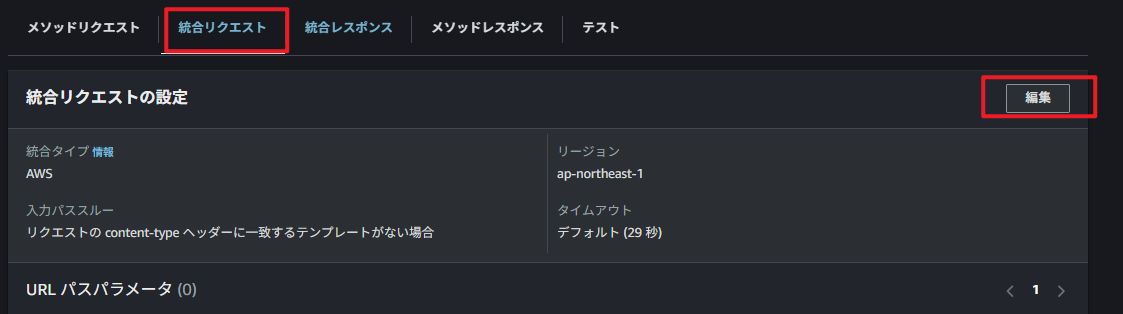 メソッドリクエスト 統合リクエスト 統合レスポンス メソッドレスポンス テスト
統合リクエストの設定 編集
統合タイプ 情報 リージョン
AWS ap-northeast-1
入力パススルー タイムアウト
リクエストの content-type ヘッダーに一致するテンプレートがない場合 デフォルト (29 秒)
URL パスパラメータ (0) 1